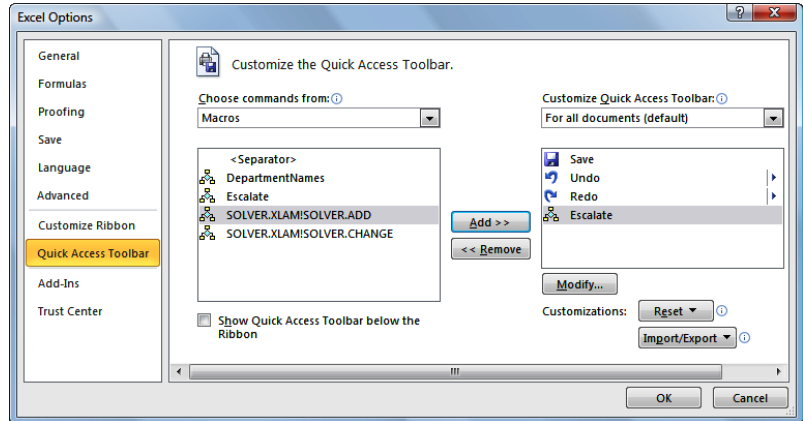 Excel Options
General
Formulas
Proofing
Save
Language
Advanced
Customize Ribbon
Quick Access Toolbar
Add-Ins
Trust Center
Customize the Quick Access Toolbar.
Choose commands from:
Macros
<Separator>
DepartmentNames
Escalate
SOLVER.XLAM!SOLVER.ADD
SOLVER.XLAM!SOLVER.CHANGE
Show Quick Access Toolbar below the
Ribbon
Add >>
<< Remove
Customize Quick Access Toolbar:
For all documents (default)
Save
Undo
Redo
Escalate
Modify...
Customizations:
Reset
Import/Export
OK
Cancel